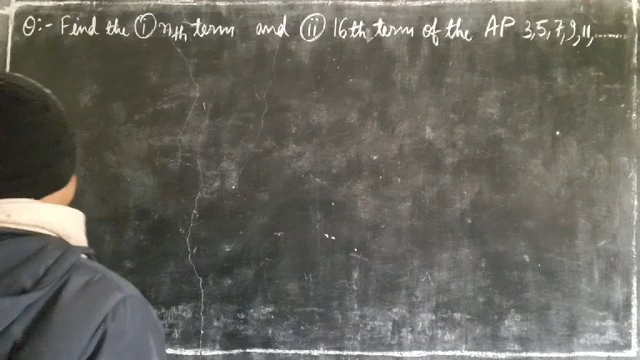 Q:- Find the (i) nth term and (ii) 16th term of the AP 3,5,7,9,11,.......